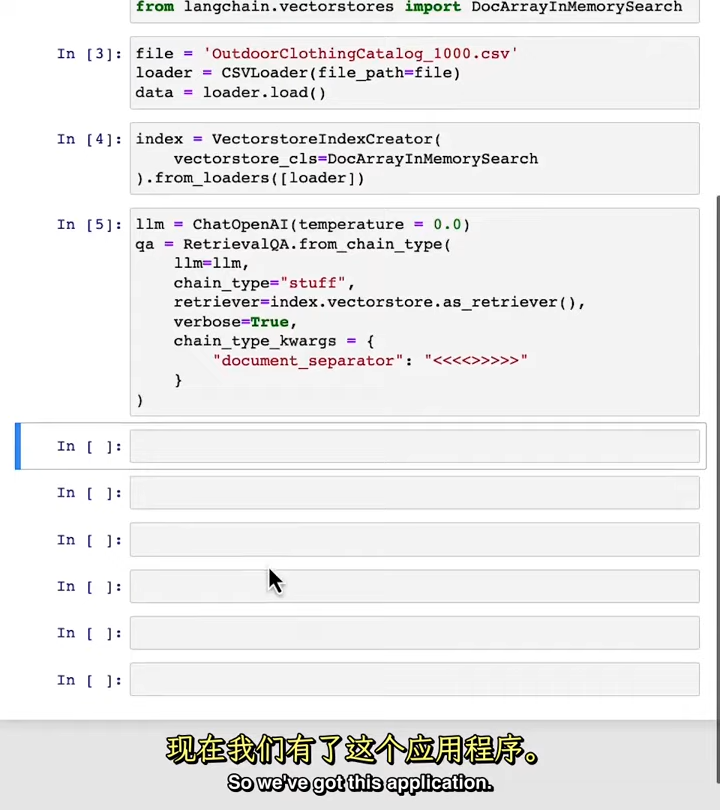 from langchain.vectorstores import DocArrayInMemorySearch
In [3]: file = 'OutdoorClothingCatalog_1000.csv'
loader = CSVLoader(file_path=file)
data = loader.load()
In [4]: index = VectorstoreIndexCreator(
vectorstore_cls=DocArrayInMemorySearch
).from_loaders([loader])
In [5]: llm = ChatOpenAI(temperature = 0.0)
qa = RetrievalQA.from_chain_type(
llm=llm,
chain_type="stuff",
retriever=index.vectorstore.as_retriever(),
verbose=True,
chain_type_kwargs = {
"document_separator": "<<<<>>>>>"
}
)
In [ ]:
In [ ]:
In [ ]:
In [ ]:
In [ ]:
In [ ]:
现在我们有了这个应用程序。
So we've got this application.